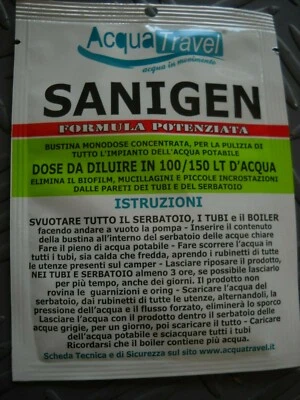 AcquaTravel
acqua in movimento
SANIGEN
FORMULA POTENZIATA
BUSTINA MONODOSE CONCENTRATA, PER LA PULIZIA DI
TUTTO L'IMPIANTO DELL'ACQUA POTABILE
DOSE DA DILUIRE IN 100/150 LT D'ACQUA
ELIMINA IL BIOFILM, MUCILLAGINI E PICCOLE INCROSTAZIONI
DALLE PARETI DEI TUBI E DEL SERBATOIO
ISTRUZIONI
SVUOTARE TUTTO IL SERBATOIO, I TUBI e il BOILER
facendo andare a vuoto la pompa - Inserire il contenuto
della bustina all'interno del serbatoio delle acque chiare
Fare il pieno di acqua potabile - Fare scorrere l'acqua in
tutti i tubi, sia calda che fredda, aprendo i rubinetti di tutte
le utenze presenti sul camper - Lasciare riposare il prodotto
NEI TUBI E SERBATOIO almeno 3 ore, se possibile lasciarlo
per più tempo, anche dei giorni. Il prodotto non
rovina le guarnizioni e oring - Scaricare l'acqua del
serbatoio, dai rubinetti di tutte le utenze, alternandoli, la
pressione dell'acqua e il flusso forzato, eliminerà lo sporco
Lasciare l'acqua con il prodotto dentro il serbatoio delle
acque grigie, per un giorno, poi scaricare il tutto - Caricare
dell'acqua potabile e sciacquare tutti i tubi
Ricordarsi che il boiler contiene più acqua.
Scheda Tecnica e di Sicurezza sul sito www.acquatravel.it